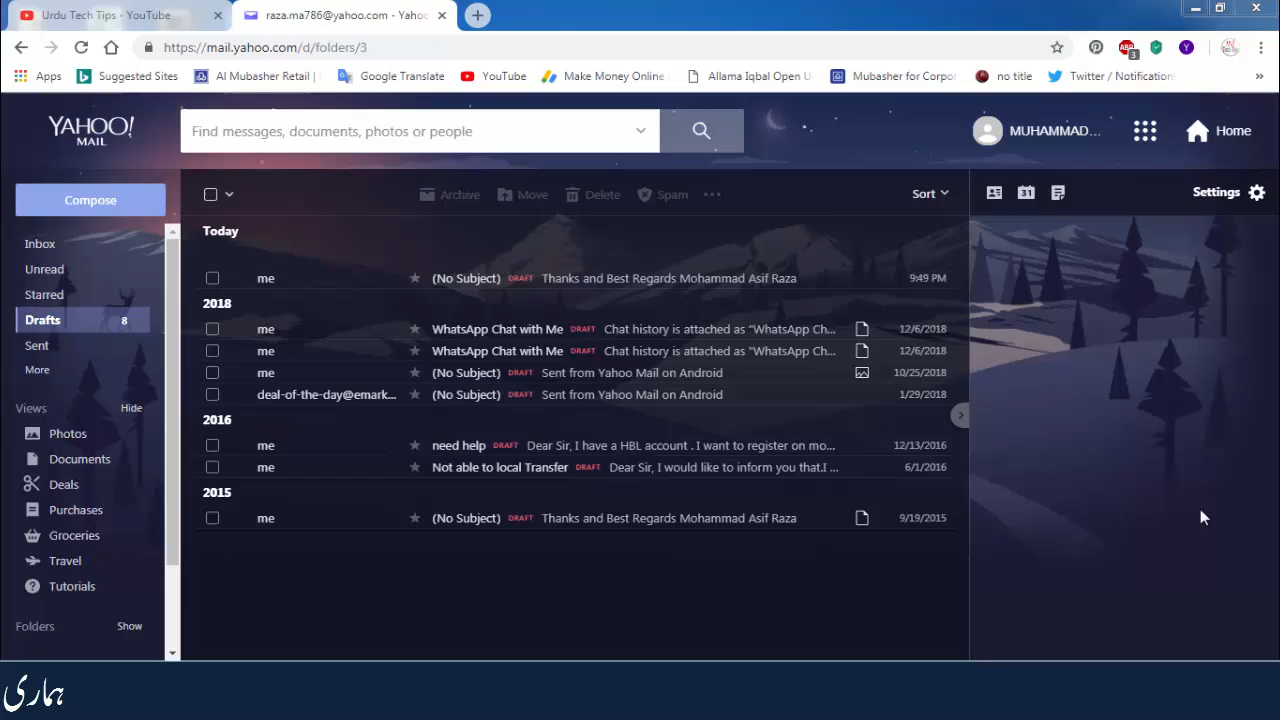 Urdu Tech Tips - YouTube
raza.ma786@yahoo.com - Yahoo
https://mail.yahoo.com/d/folders/3
ABP 3
Y
Apps Suggested Sites Al Mubasher Retail | Google Translate YouTube Make Money Online Allama Iqbal Open U Mubasher for Corpor no title Twitter / Notification »
YAHOO!
MAIL
Find messages, documents, photos or people
MUHAMMAD...
Home
Compose
Archive Move Delete Spam
Sort
31
Settings
Inbox
Unread
Starred
Drafts 8
Sent
More
Views Hide
Photos
Documents
Deals
Purchases
Groceries
Travel
Tutorials
Folders Show
Today
me (No Subject) DRAFT Thanks and Best Regards Mohammad Asif Raza 9:49 PM
2018
me WhatsApp Chat with Me DRAFT Chat history is attached as "WhatsApp Ch... 12/6/2018
me WhatsApp Chat with Me DRAFT Chat history is attached as "WhatsApp Ch... 12/6/2018
me (No Subject) DRAFT Sent from Yahoo Mail on Android 10/25/2018
deal-of-the-day@emark... (No Subject) DRAFT Sent from Yahoo Mail on Android 1/29/2018
2016
me need help DRAFT Dear Sir, I have a HBL account . I want to register on mo... 12/13/2016
me Not able to local Transfer DRAFT Dear Sir, I would like to inform you that.I ... 6/1/2016
2015
me (No Subject) DRAFT Thanks and Best Regards Mohammad Asif Raza 9/19/2015
ہماری